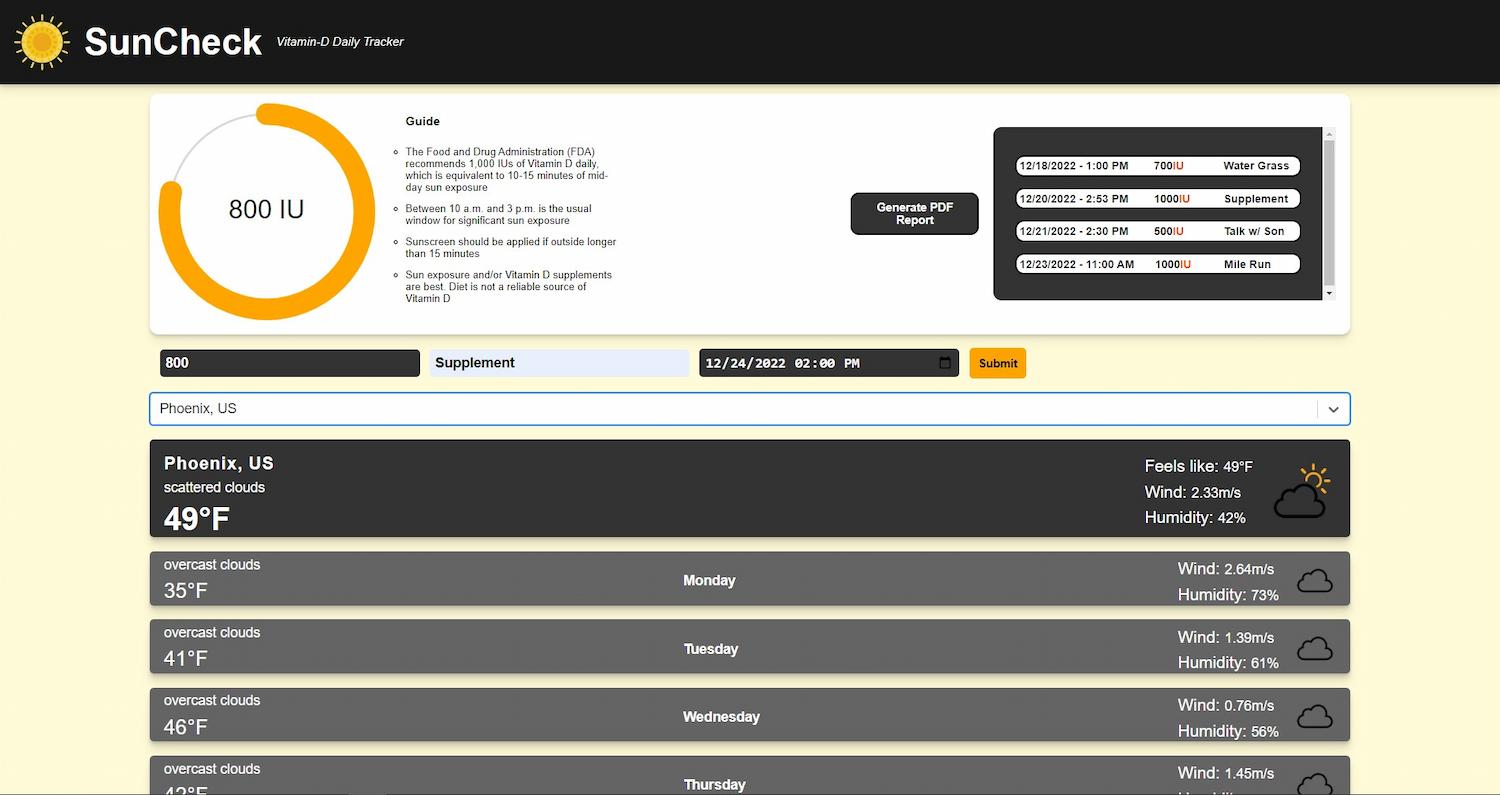 SunCheck Vitamin-D Daily Tracker
800 IU
Guide
The Food and Drug Administration (FDA)
recommends 1,000 IUs of Vitamin D daily,
which is equivalent to 10-15 minutes of mid-
day sun exposure
Between 10 a.m. and 3 p.m. is the usual
window for significant sun exposure
Sunscreen should be applied if outside longer
than 15 minutes
Sun exposure and/or Vitamin D supplements
are best. Diet is not a reliable source of
Vitamin D
Generate PDF
Report
12/18/2022 - 1:00 PM 700IU Water Grass
12/20/2022 - 2:53 PM 1000IU Supplement
12/21/2022 - 2:30 PM 500IU Talk w/ Son
12/23/2022 - 11:00 AM 1000IU Mile Run
800 Supplement 12/24/2022 02:00 PM Submit
Phoenix, US
Phoenix, US
scattered clouds
49°F
Feels like: 49°F
Wind: 2.33m/s
Humidity: 42%
overcast clouds
35°F
Monday
Wind: 2.64m/s
Humidity: 73%
overcast clouds
41°F
Tuesday
Wind: 1.39m/s
Humidity: 61%
overcast clouds
46°F
Wednesday
Wind: 0.76m/s
Humidity: 56%
overcast clouds
Thursday
Wind: 1.45m/s